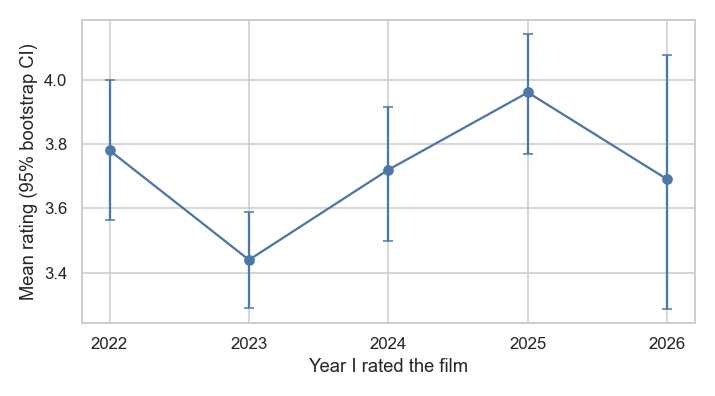 Mean rating (95% bootstrap CI)
4.0
3.8
3.6
3.4
2022 2023 2024 2025 2026
Year I rated the film